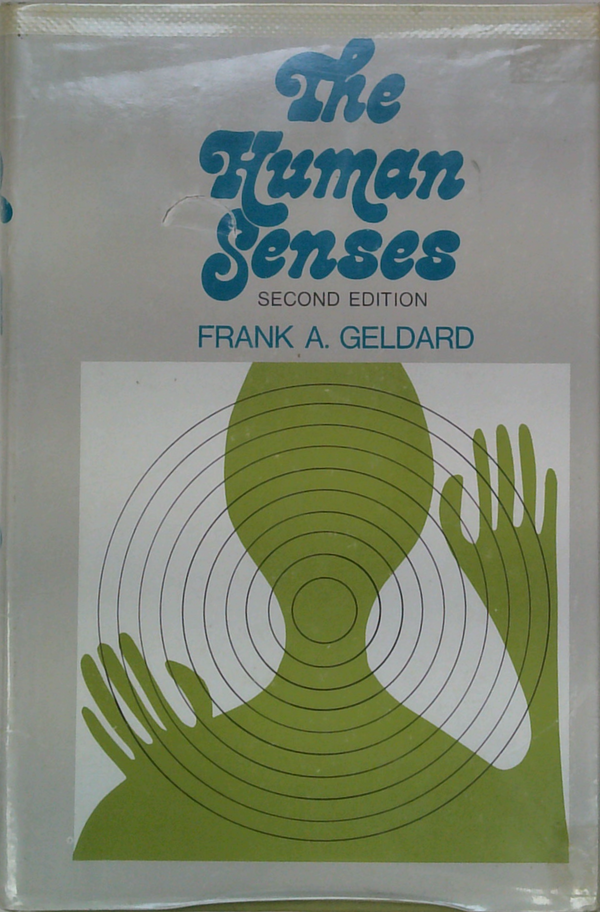 The
Human
Senses
SECOND EDITION
FRANK A. GELDARD